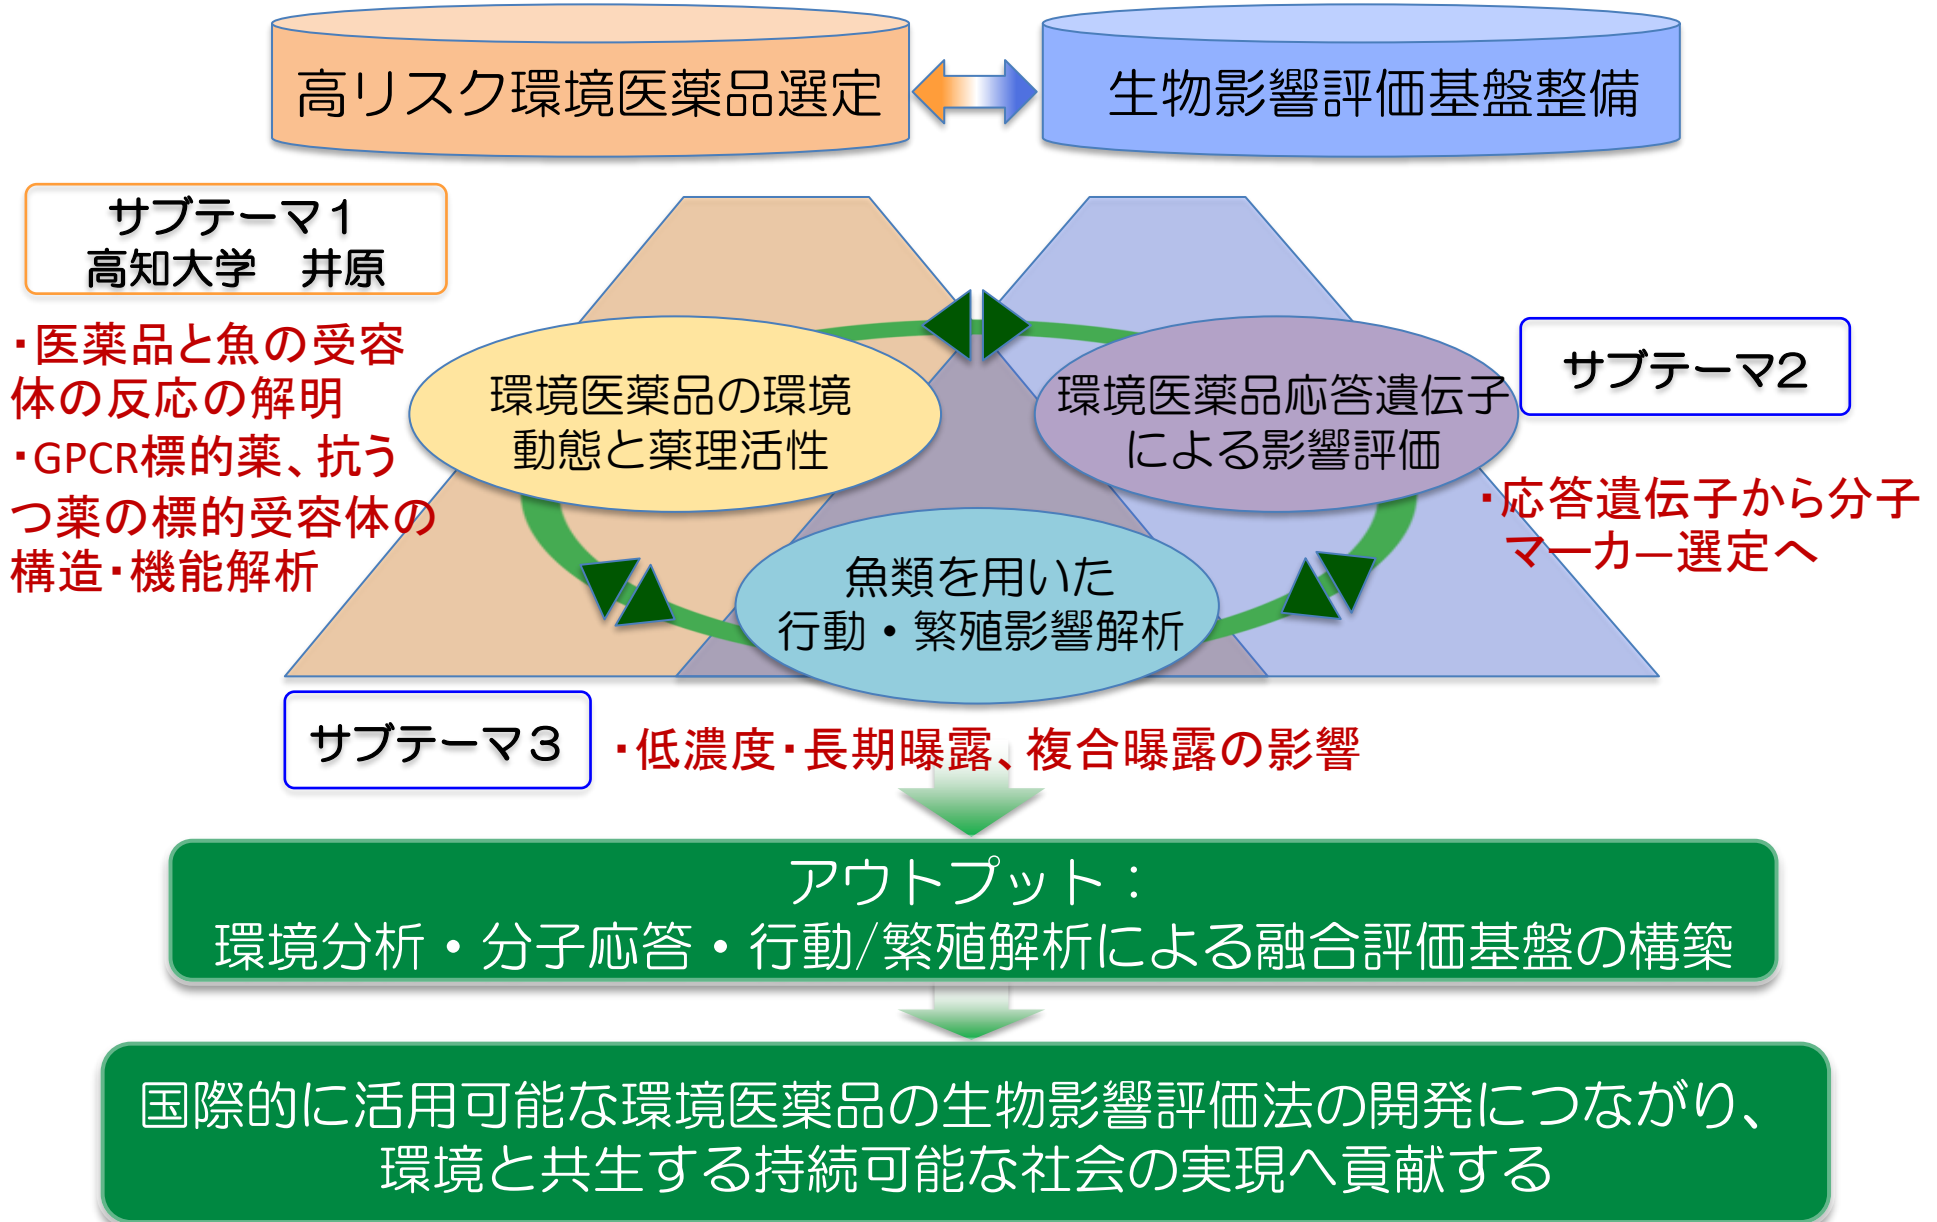 高リスク環境医薬品選定
生物影響評価基盤整備
サブテーマ１
高知大学　井原
・医薬品と魚の受容
体の反応の解明
・GPCR標的薬、抗う
つ薬の標的受容体の
構造・機能解析
環境医薬品の環境
動態と薬理活性
環境医薬品応答遺伝子
による影響評価
サブテーマ2
・応答遺伝子から分子
マーカー選定へ
魚類を用いた
行動・繁殖影響解析
サブテーマ３
・低濃度・長期曝露、複合曝露の影響
アウトプット：
環境分析・分子応答・行動/繁殖解析による融合評価基盤の構築
国際的に活用可能な環境医薬品の生物影響評価法の開発につながり、
環境と共生する持続可能な社会の実現へ貢献する